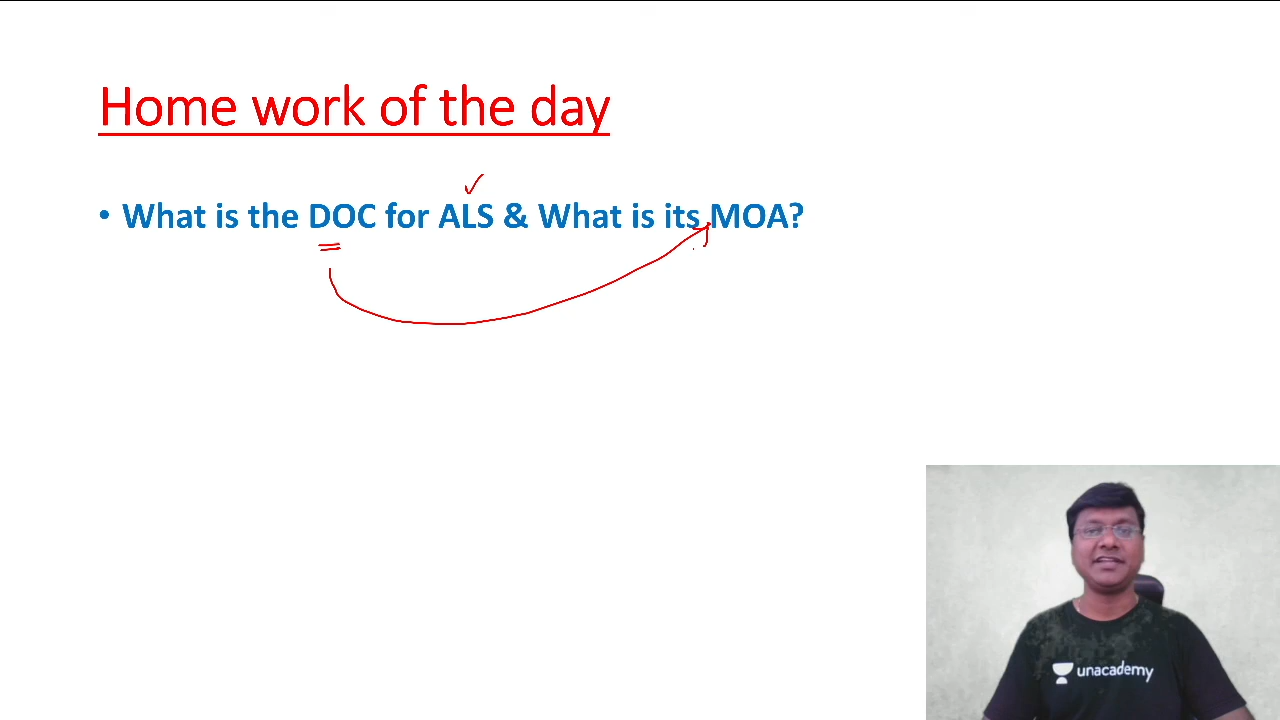 Home work of the day
• What is the DOC for ALS & What is its MOA?
unacademy